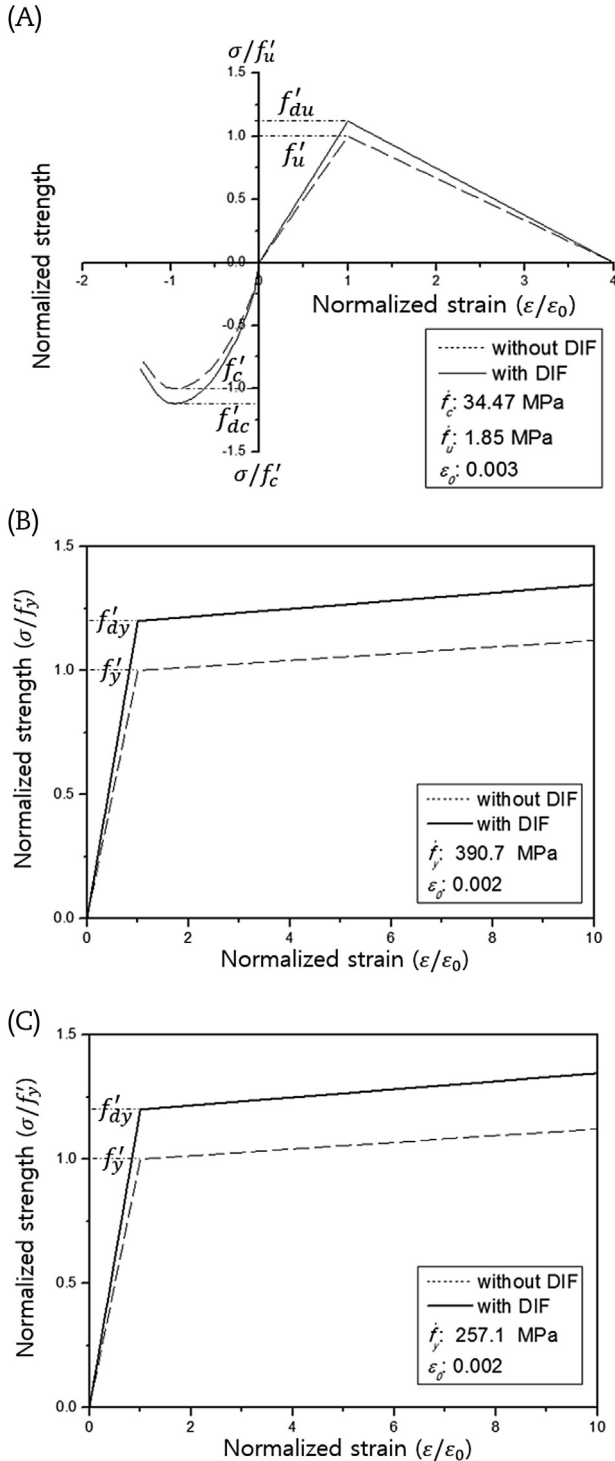 (A)
σ/f′u
1.5
f′du
1.0
f′u
0.5
Normalized strength
-2 -1 0.0 0 1 2 3 4
Normalized strain (ε/ε₀)
-0.5
f′c
-1.0
f′dc
-1.5
σ/f′c
without DIF
with DIF
f′c: 34.47 MPa
f′u: 1.85 MPa
ε₀: 0.003
(B)
Normalized strength (σ/f′y)
1.5
f′dy
f′y
1.0
0.5
0.0
without DIF
with DIF
f′y: 390.7 MPa
ε₀: 0.002
0 2 4 6 8 10
Normalized strain (ε/ε₀)
(C)
Normalized strength (σ/f′y)
1.5
f′dy
f′y
1.0
0.5
0.0
without DIF
with DIF
f′y: 257.1 MPa
ε₀: 0.002
0 2 4 6 8 10
Normalized strain (ε/ε₀)